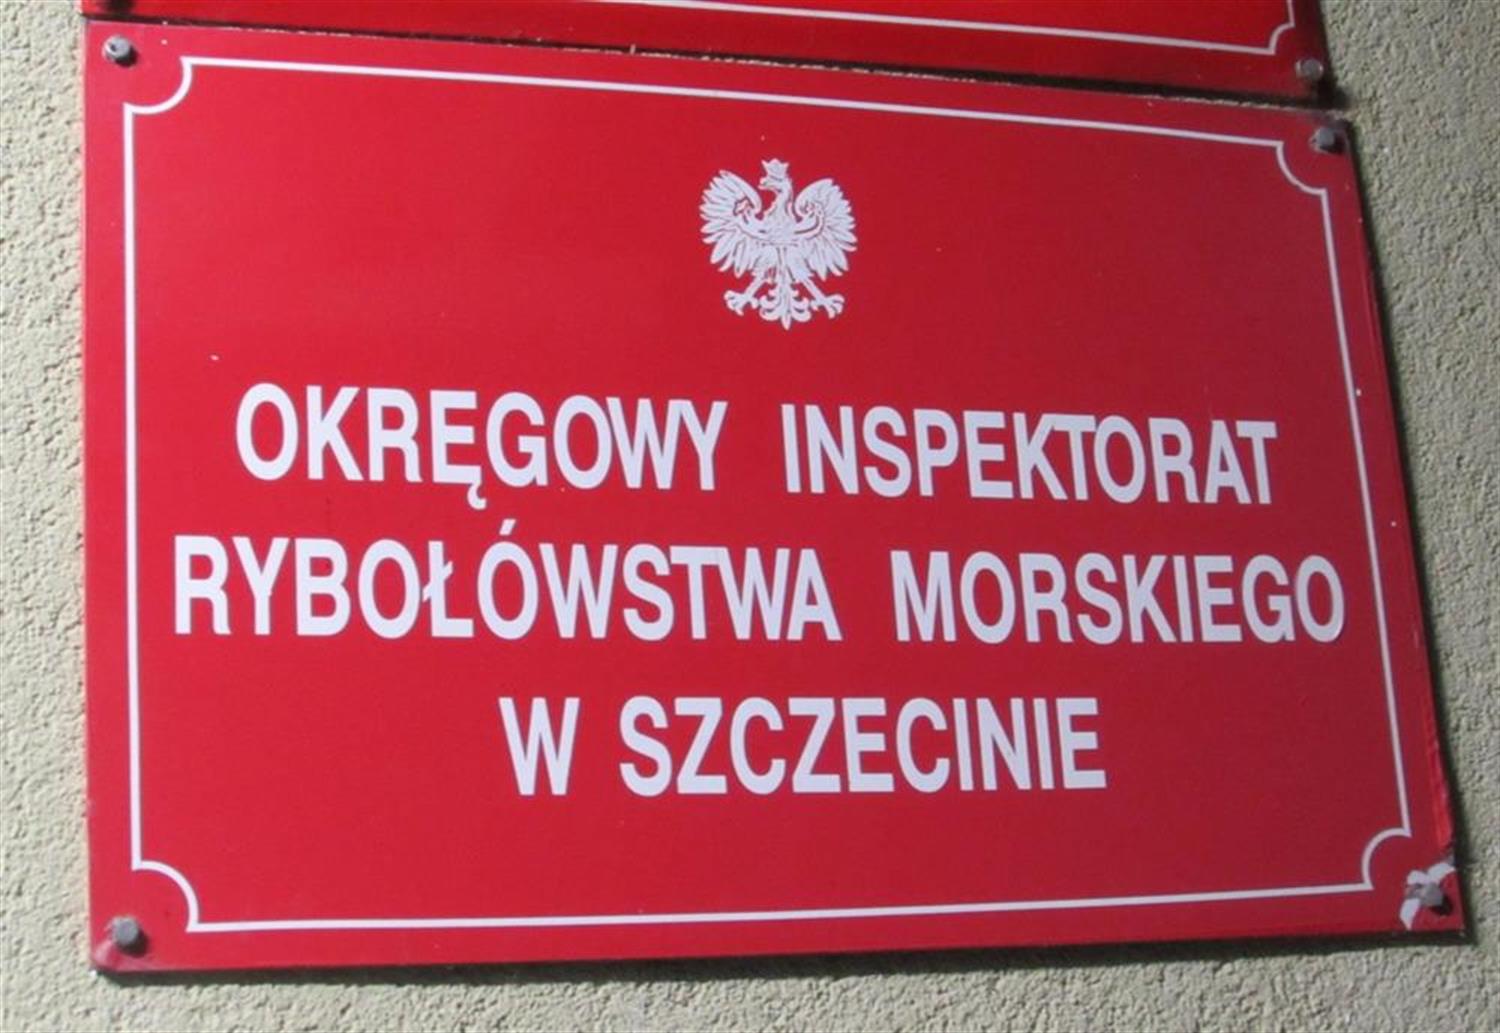 OKRĘGOWY INSPEKTORAT
RYBOŁÓWSTWA MORSKIEGO
W SZCZECINIE